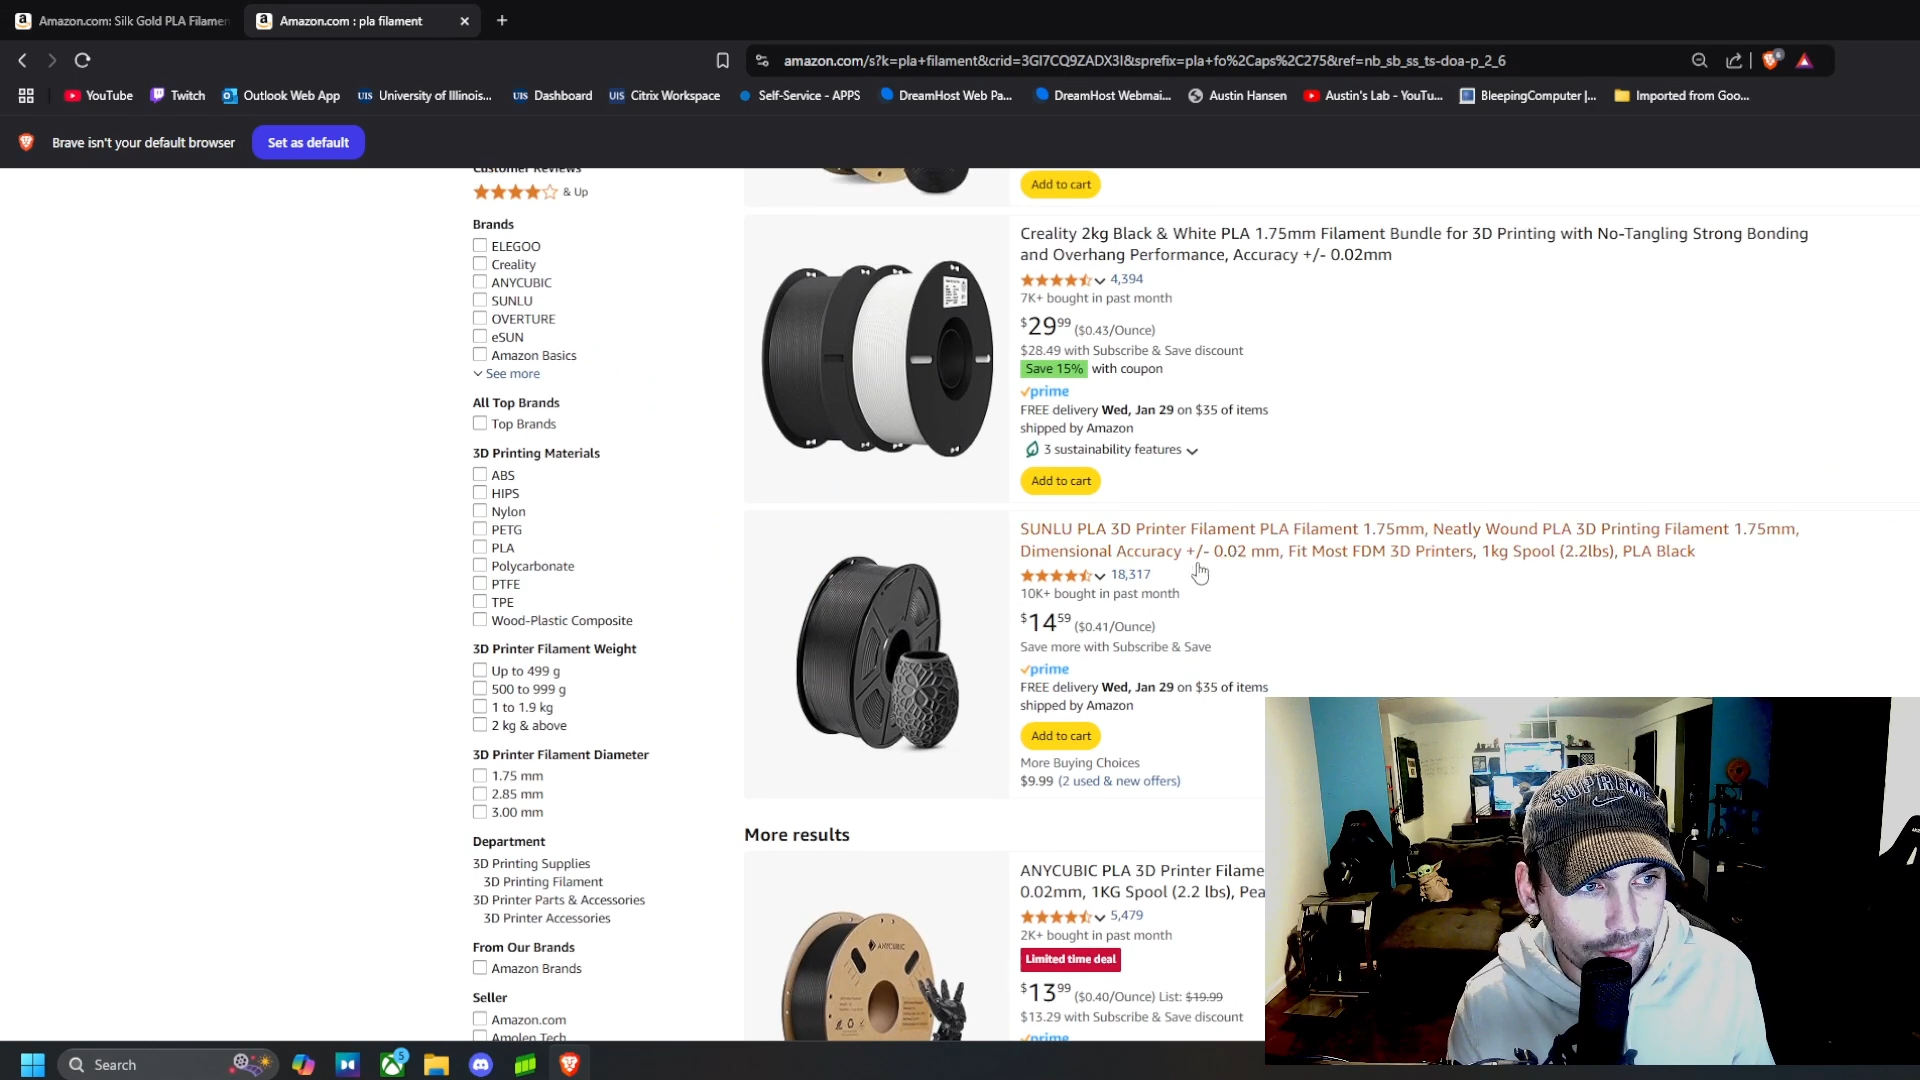 Amazon.com: Silk Gold PLA Filamen
Amazon.com : pla filament
amazon.com/s?k=pla+filament&crid=3GI7CQ9ZADX3I&sprefix=pla+fo%2Caps%2C275&ref=nb_sb_ss_ts-doa-p_2_6
YouTube
Twitch
Outlook Web App
UIS University of Illinois...
UIS Dashboard
UIS Citrix Workspace
Self-Service - APPS
DreamHost Web Pa...
DreamHost Webmai...
Austin Hansen
Austin's Lab - YouTu...
BleepingComputer |...
Imported from Goo...
Brave isn't your default browser
Set as default
Customer Reviews
& Up
Brands
ELEGOO
Creality
ANYCUBIC
SUNLU
OVERTURE
eSUN
Amazon Basics
See more
All Top Brands
Top Brands
3D Printing Materials
ABS
HIPS
Nylon
PETG
PLA
Polycarbonate
PTFE
TPE
Wood-Plastic Composite
3D Printer Filament Weight
Up to 499 g
500 to 999 g
1 to 1.9 kg
2 kg & above
3D Printer Filament Diameter
1.75 mm
2.85 mm
3.00 mm
Department
3D Printing Supplies
3D Printing Filament
3D Printer Parts & Accessories
3D Printer Accessories
From Our Brands
Amazon Brands
Seller
Amazon.com
Amolen Tech
Add to cart
Creality 2kg Black & White PLA 1.75mm Filament Bundle for 3D Printing with No-Tangling Strong Bonding
and Overhang Performance, Accuracy +/- 0.02mm
4,394
7K+ bought in past month
$29 99 ($0.43/Ounce)
$28.49 with Subscribe & Save discount
Save 15% with coupon
prime
FREE delivery Wed, Jan 29 on $35 of items
shipped by Amazon
3 sustainability features
Add to cart
SUNLU PLA 3D Printer Filament PLA Filament 1.75mm, Neatly Wound PLA 3D Printing Filament 1.75mm,
Dimensional Accuracy +/- 0.02 mm, Fit Most FDM 3D Printers, 1kg Spool (2.2lbs), PLA Black
18,317
10K+ bought in past month
$14 59 ($0.41/Ounce)
Save more with Subscribe & Save
prime
FREE delivery Wed, Jan 29 on $35 of items
shipped by Amazon
Add to cart
More Buying Choices
$9.99 (2 used & new offers)
More results
ANYCUBIC PLA 3D Printer Filame
0.02mm, 1KG Spool (2.2 lbs), Pea
5,479
2K+ bought in past month
Limited time deal
$13 99 ($0.40/Ounce) List: $19.99
$13.29 with Subscribe & Save discount
prime
ANYCUBIC
SUPREME
Search
5
6